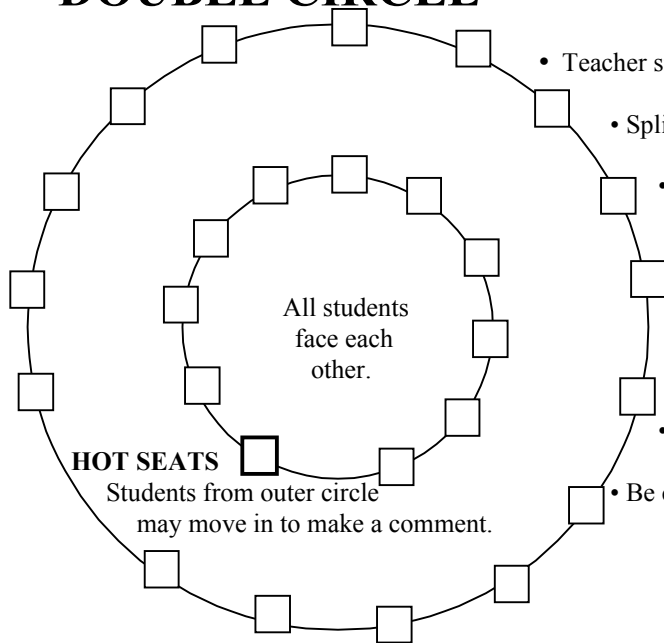 DOUBLE CIRCLE
• Teacher
• 
• 
All students
face each
other.
HOT SEATS
Students from outer circle
may move in to make a comment.
• 
• Be